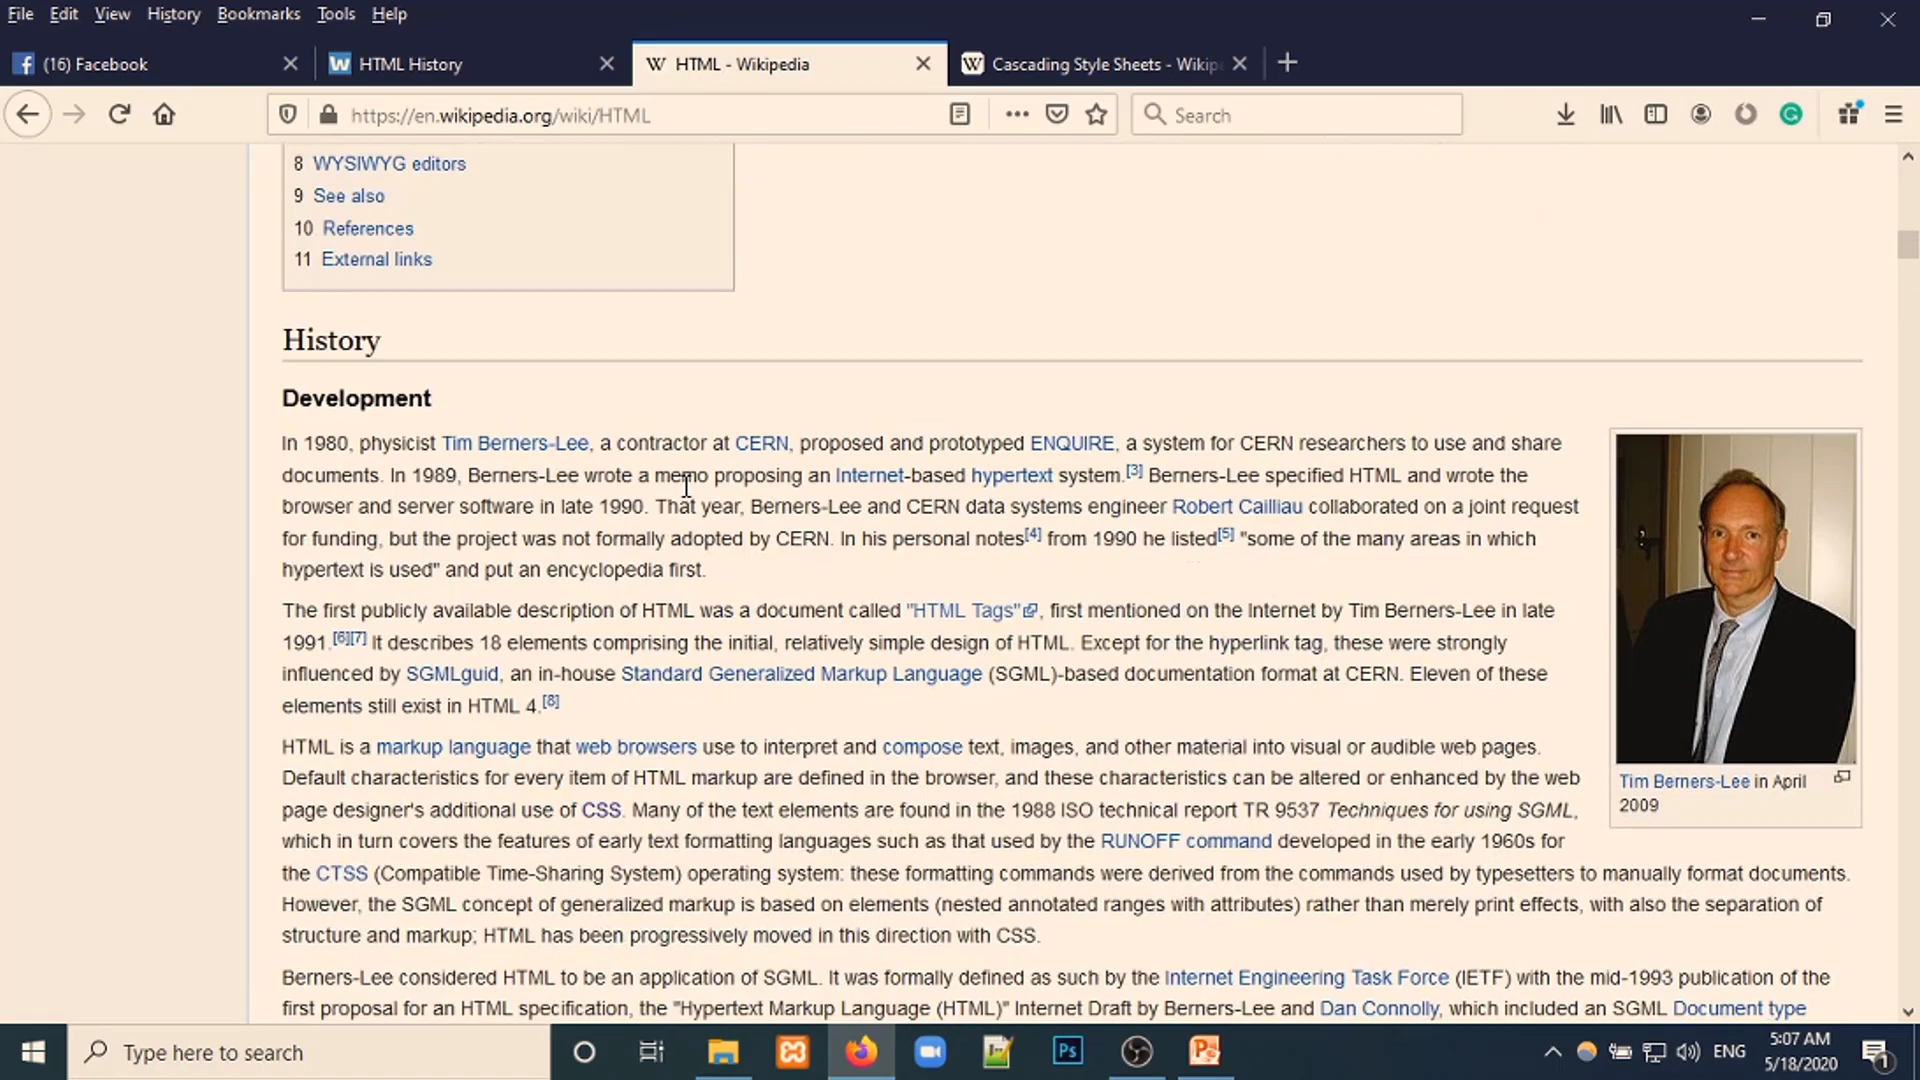 File Edit View History Bookmarks Tools Help
(16) Facebook
HTML History
HTML - Wikipedia
Cascading Style Sheets - Wikip
https://en.wikipedia.org/wiki/HTML
Search
8 WYSIWYG editors
9 See also
10 References
11 External links
History
Development
In 1980, physicist Tim Berners-Lee, a contractor at CERN, proposed and prototyped ENQUIRE, a system for CERN researchers to use and share
documents. In 1989, Berners-Lee wrote a memo proposing an Internet-based hypertext system.[3] Berners-Lee specified HTML and wrote the
browser and server software in late 1990. That year, Berners-Lee and CERN data systems engineer Robert Cailliau collaborated on a joint request
for funding, but the project was not formally adopted by CERN. In his personal notes[4] from 1990 he listed[5] "some of the many areas in which
hypertext is used" and put an encyclopedia first.
The first publicly available description of HTML was a document called "HTML Tags", first mentioned on the Internet by Tim Berners-Lee in late
1991.[6][7] It describes 18 elements comprising the initial, relatively simple design of HTML. Except for the hyperlink tag, these were strongly
influenced by SGMLguid, an in-house Standard Generalized Markup Language (SGML)-based documentation format at CERN. Eleven of these
elements still exist in HTML 4.[8]
HTML is a markup language that web browsers use to interpret and compose text, images, and other material into visual or audible web pages.
Default characteristics for every item of HTML markup are defined in the browser, and these characteristics can be altered or enhanced by the web
page designer's additional use of CSS. Many of the text elements are found in the 1988 ISO technical report TR 9537 Techniques for using SGML,
which in turn covers the features of early text formatting languages such as that used by the RUNOFF command developed in the early 1960s for
the CTSS (Compatible Time-Sharing System) operating system: these formatting commands were derived from the commands used by typesetters to manually format documents.
However, the SGML concept of generalized markup is based on elements (nested annotated ranges with attributes) rather than merely print effects, with also the separation of
structure and markup; HTML has been progressively moved in this direction with CSS.
Berners-Lee considered HTML to be an application of SGML. It was formally defined as such by the Internet Engineering Task Force (IETF) with the mid-1993 publication of the
first proposal for an HTML specification, the "Hypertext Markup Language (HTML)" Internet Draft by Berners-Lee and Dan Connolly, which included an SGML Document type
Tim Berners-Lee in April
2009
Type here to search
Ps
ENG
5:07 AM
5/18/2020
1